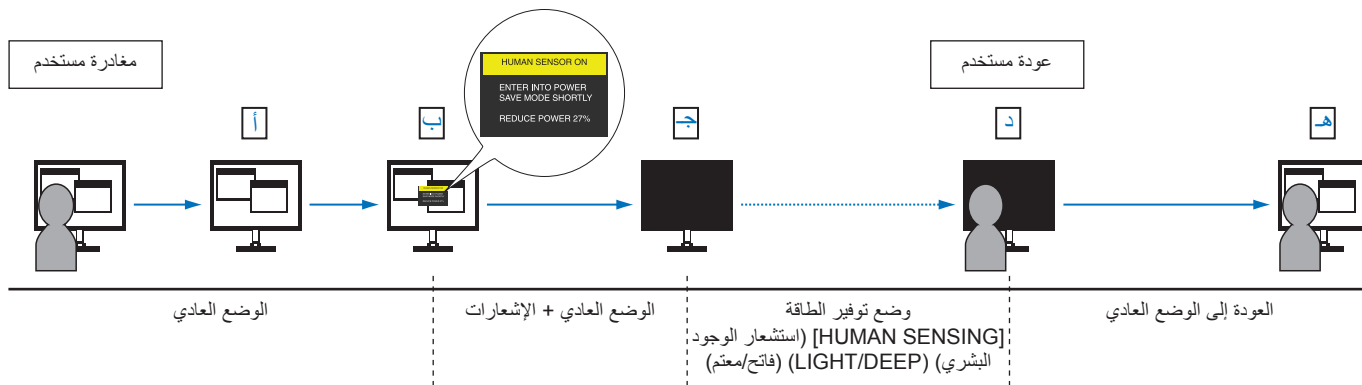 مغادرة مستخدم
عودة مستخدم
HUMAN SENSOR ON
ENTER INTO POWER
SAVE MODE SHORTLY
REDUCE POWER 27%
أ
ب
جـ
د
هـ
الوضع العادي
الوضع العادي + الإشعارات
وضع توفير الطاقة
[HUMAN SENSING] (استشعار الوجود
البشري) (LIGHT/DEEP) (فاتح/معتم)
العودة إلى الوضع العادي